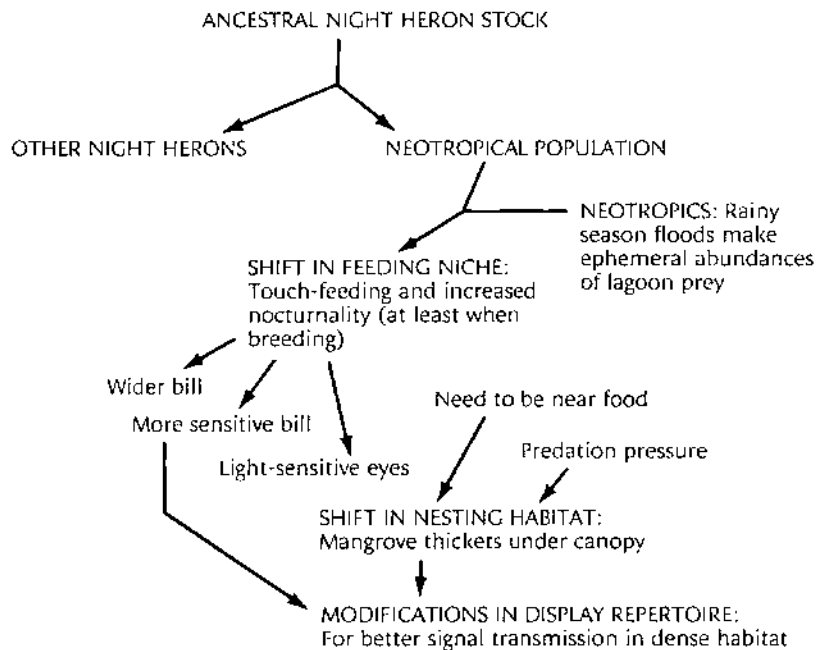 ANCESTRAL NIGHT HERON STOCK
OTHER NIGHT HERONS
NEOTROPICAL POPULATION
NEOTROPICS: Rainy
season floods make
ephemeral abundances
of lagoon prey
SHIFT IN FEEDING NICHE:
Touch-feeding and increased
nocturnality (at least when
breeding)
Wider bill
More sensitive bill
Light-sensitive eyes
Need to be near food
Predation pressure
SHIFT IN NESTING HABITAT:
Mangrove thickets under canopy
MODIFICATIONS IN DISPLAY REPERTOIRE:
For better signal transmission in dense habitat